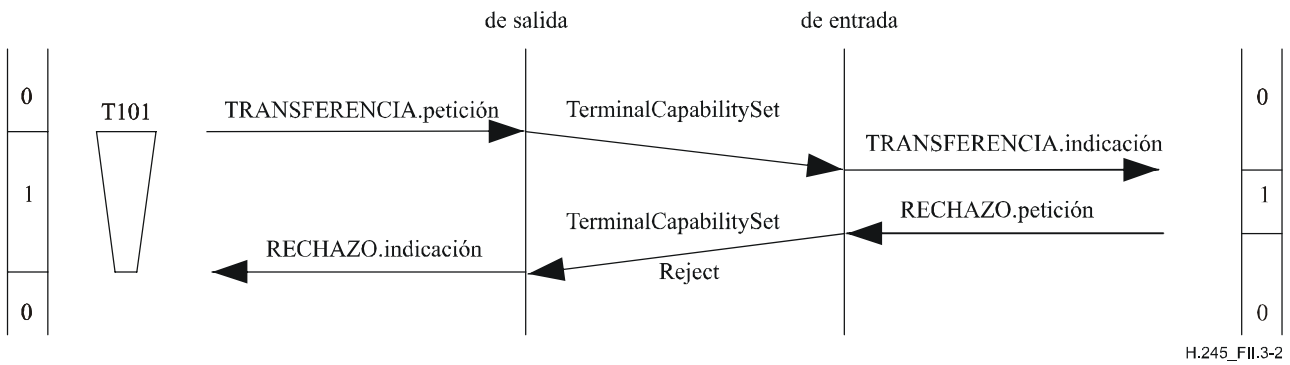 de salida
de entrada
0
T101
TRANSFERENCIA.petición
TerminalCapabilitySet
0
TRANSFERENCIA.indicación
1
TerminalCapabilitySet
RECHAZO.petición
1
RECHAZO.indicación
Reject
0
0
H.245_FII.3-2